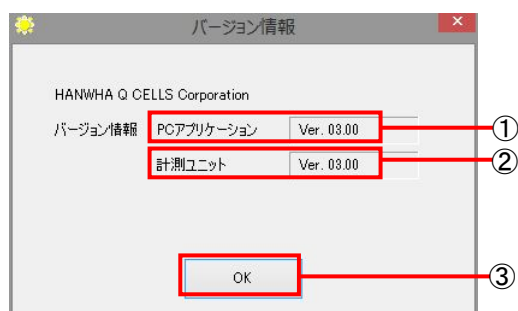 バージョン情報
HANWHA Q CELLS Corporation
バージョン情報 PCアプリケーション Ver. 03.00 ①
計測ユニット Ver. 03.00 ②
OK ③